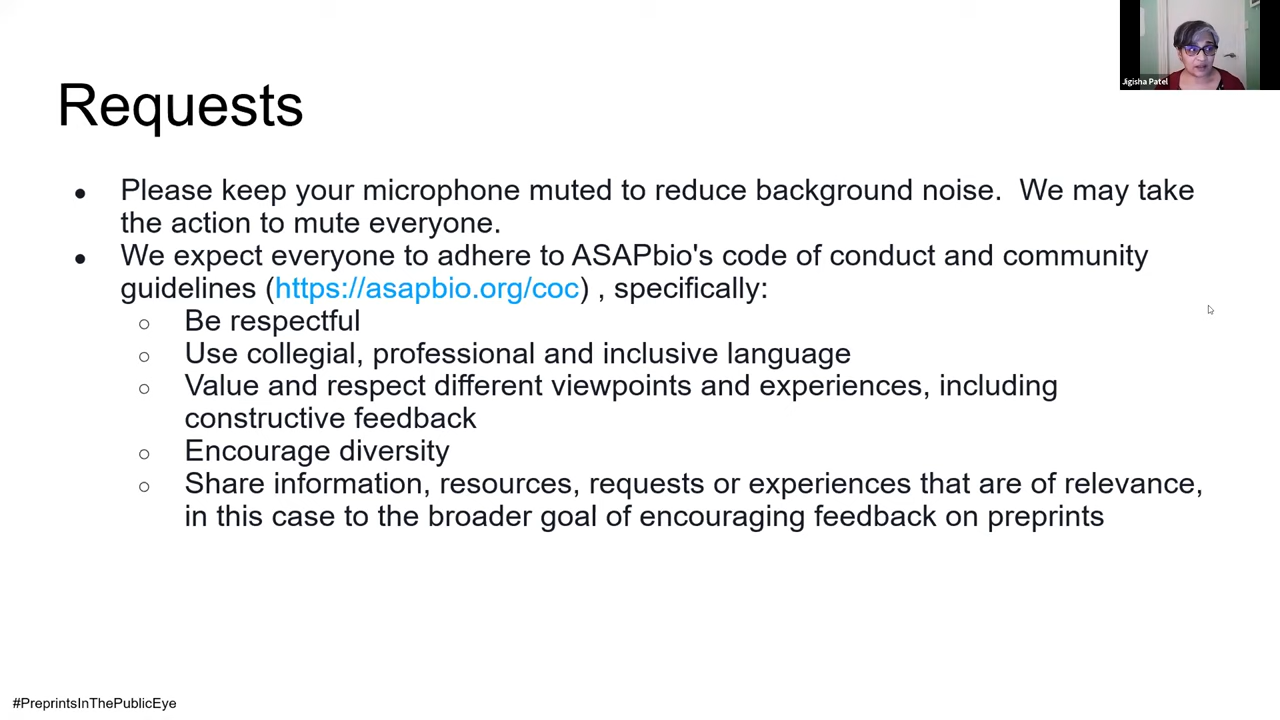 Jigisha Patel
Requests
● Please keep your microphone muted to reduce background noise.  We may take
the action to mute everyone.
● We expect everyone to adhere to ASAPbio's code of conduct and community
guidelines (https://asapbio.org/coc) , specifically:
○ Be respectful
○ Use collegial, professional and inclusive language
○ Value and respect different viewpoints and experiences, including
constructive feedback
○ Encourage diversity
○ Share information, resources, requests or experiences that are of relevance,
in this case to the broader goal of encouraging feedback on preprints
#PreprintsInThePublicEye